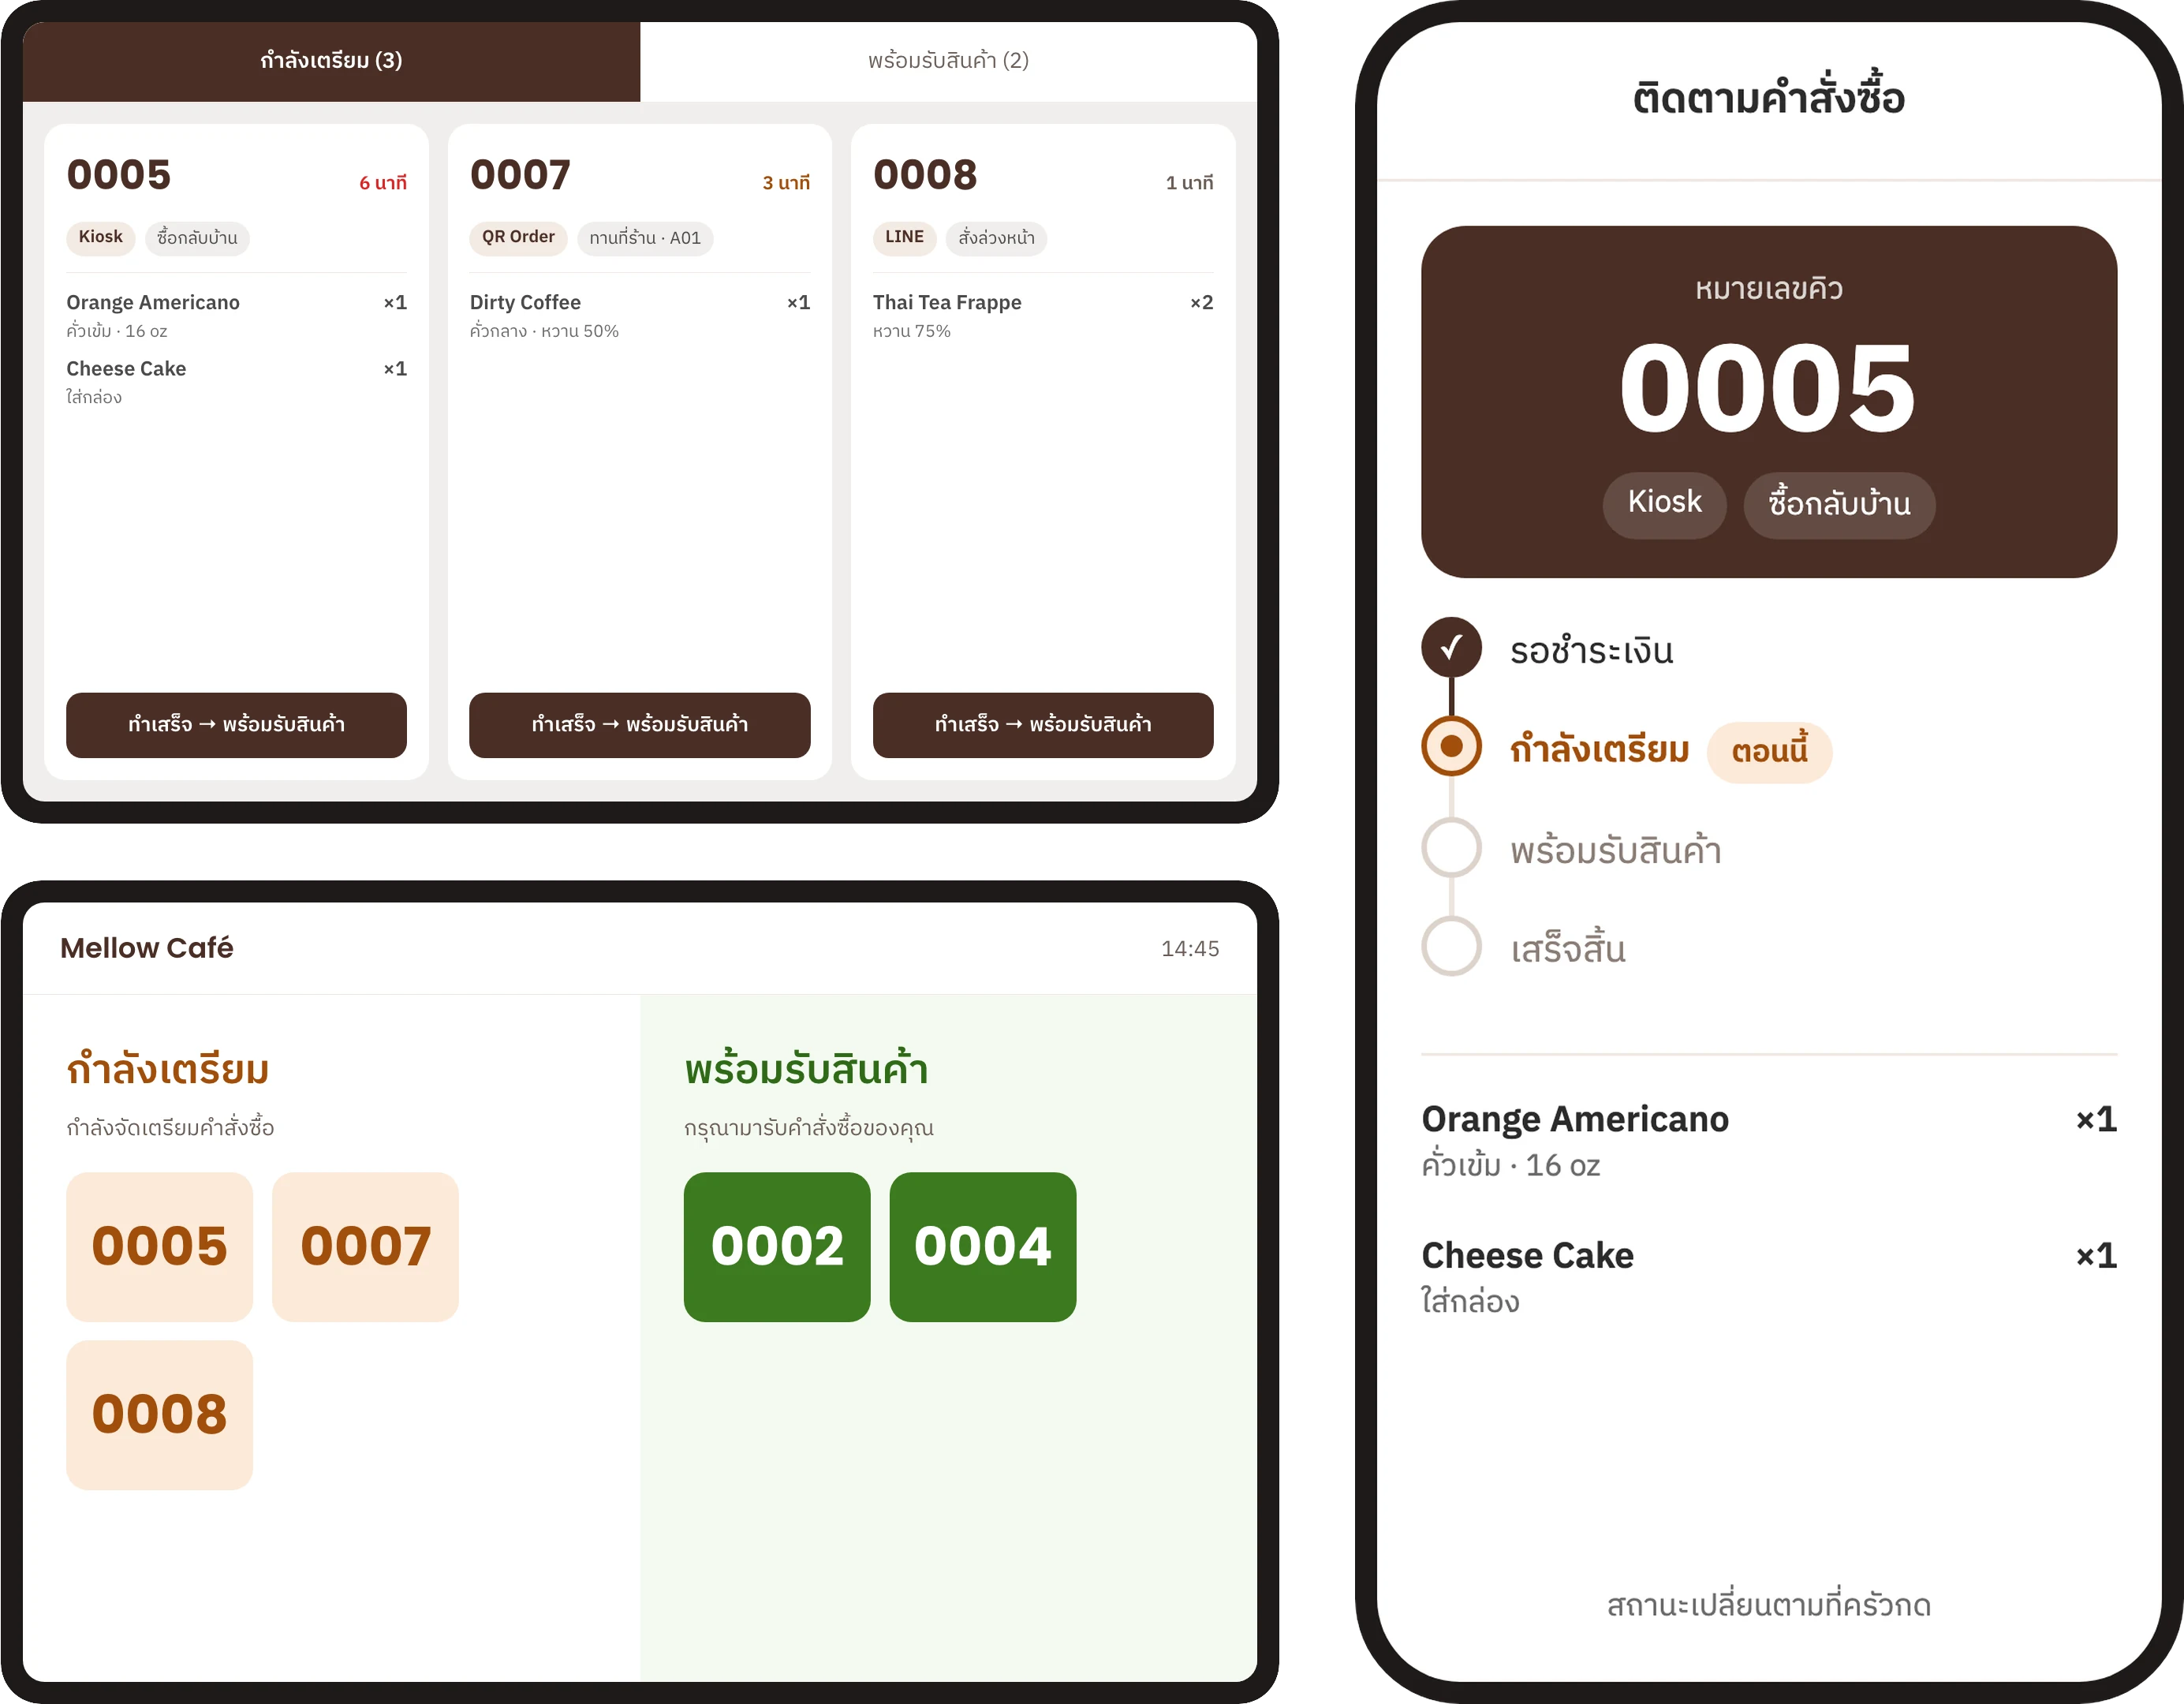 กำลังเตรียม (3)
พร้อมรับสินค้า (2)
0005
6 นาที
Kiosk
ซื้อกลับบ้าน
Orange Americano ×1
คั่วเข้ม · 16 oz
Cheese Cake ×1
ใส่กล่อง
ทำเสร็จ → พร้อมรับสินค้า
0007
3 นาที
QR Order
ทานที่ร้าน · A01
Dirty Coffee ×1
คั่วกลาง · หวาน 50%
ทำเสร็จ → พร้อมรับสินค้า
0008
1 นาที
LINE
สั่งล่วงหน้า
Thai Tea Frappe ×2
หวาน 75%
ทำเสร็จ → พร้อมรับสินค้า
Mellow Café
14:45
กำลังเตรียม
กำลังจัดเตรียมคำสั่งซื้อ
0005
0007
0008
พร้อมรับสินค้า
กรุณามารับคำสั่งซื้อของคุณ
0002
0004
ติดตามคำสั่งซื้อ
หมายเลขคิว
0005
Kiosk
ซื้อกลับบ้าน
รอชำระเงิน
กำลังเตรียม ตอนนี้
พร้อมรับสินค้า
เสร็จสิ้น
Orange Americano ×1
คั่วเข้ม · 16 oz
Cheese Cake ×1
ใส่กล่อง
สถานะเปลี่ยนตามที่ครัวกด